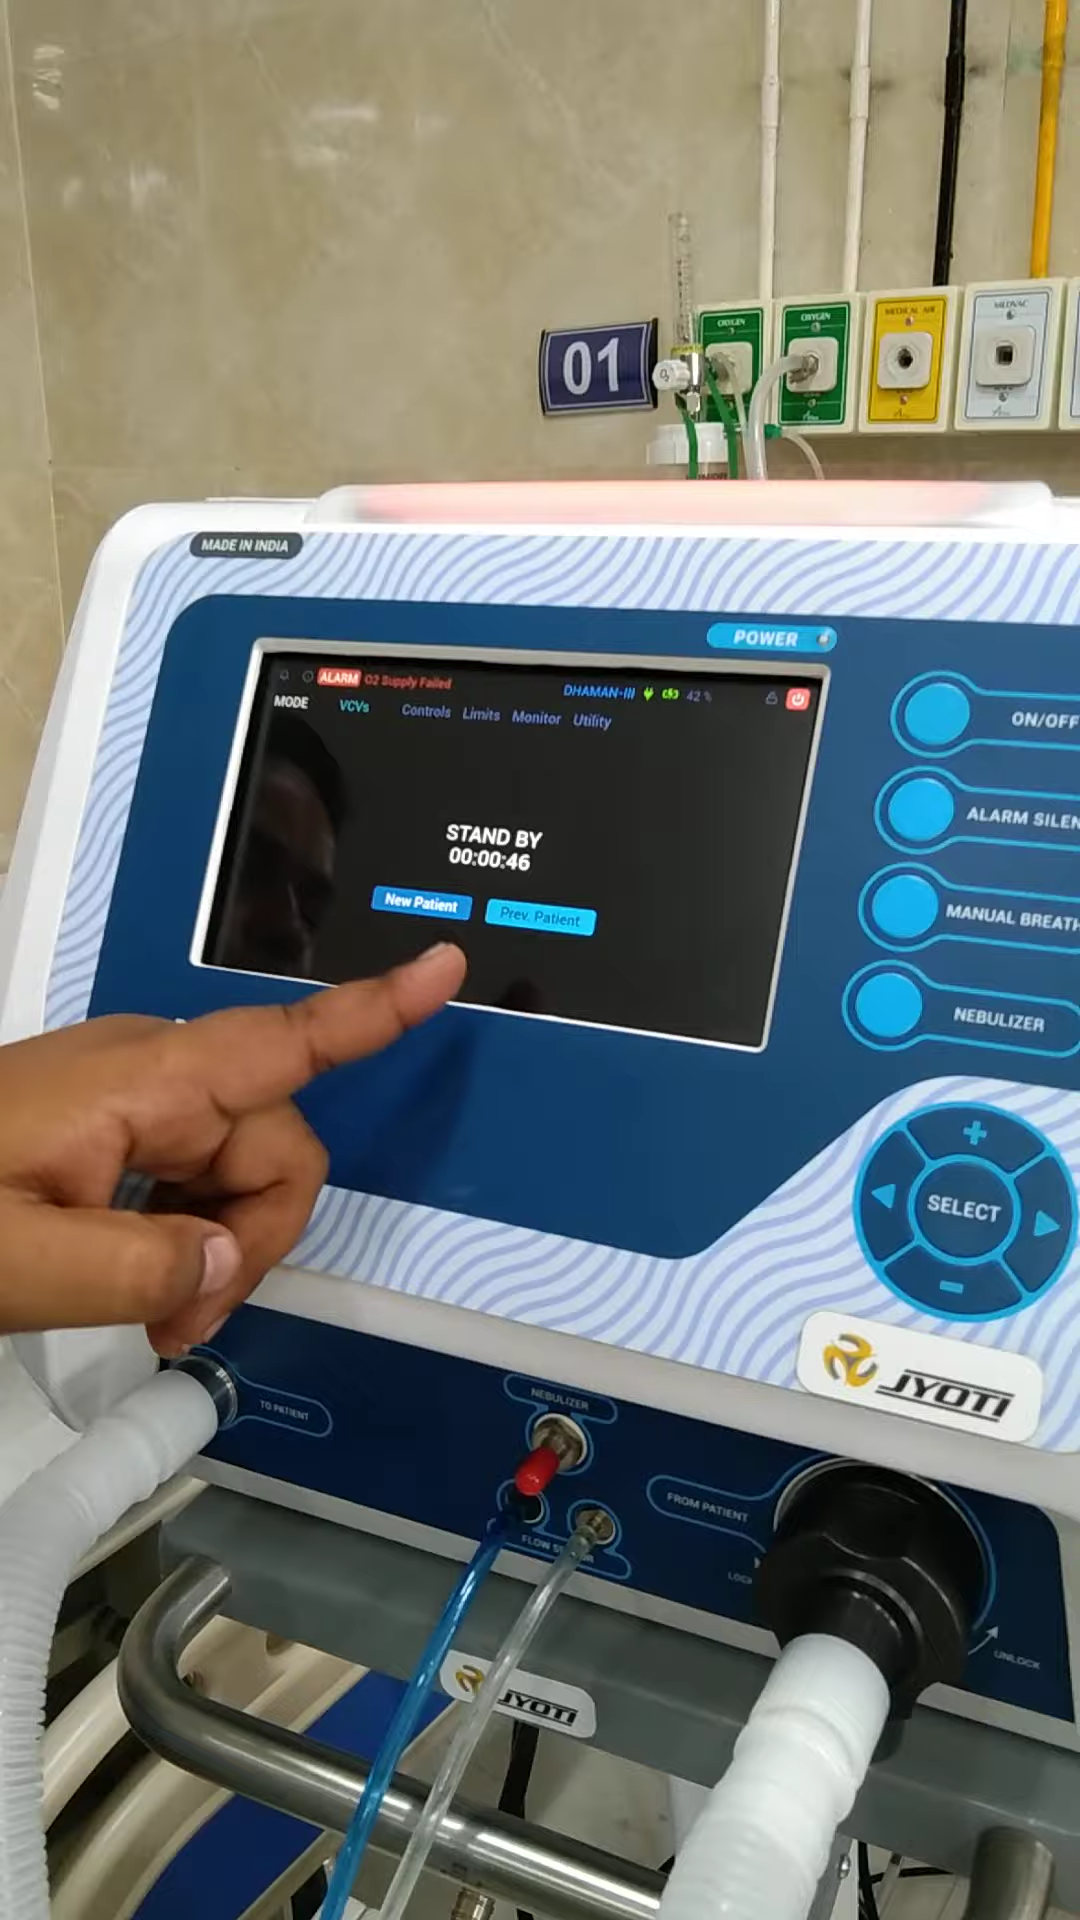 OXYGEN
OXYGEN
MEDICAL AIR
MEDVAC
01
MADE IN INDIA
POWER
ALARM O2 Supply Failed
DHAMAN-III 42 %
MODE VCVs Controls Limits Monitor Utility
STAND BY
00:00:46
New Patient Prev. Patient
ON/OFF
ALARM SILEN
MANUAL BREATH
NEBULIZER
+
SELECT
-
JYOTI
TO PATIENT
NEBULIZER
FROM PATIENT
FLOW
LOCK
UNLOCK
JYOTI